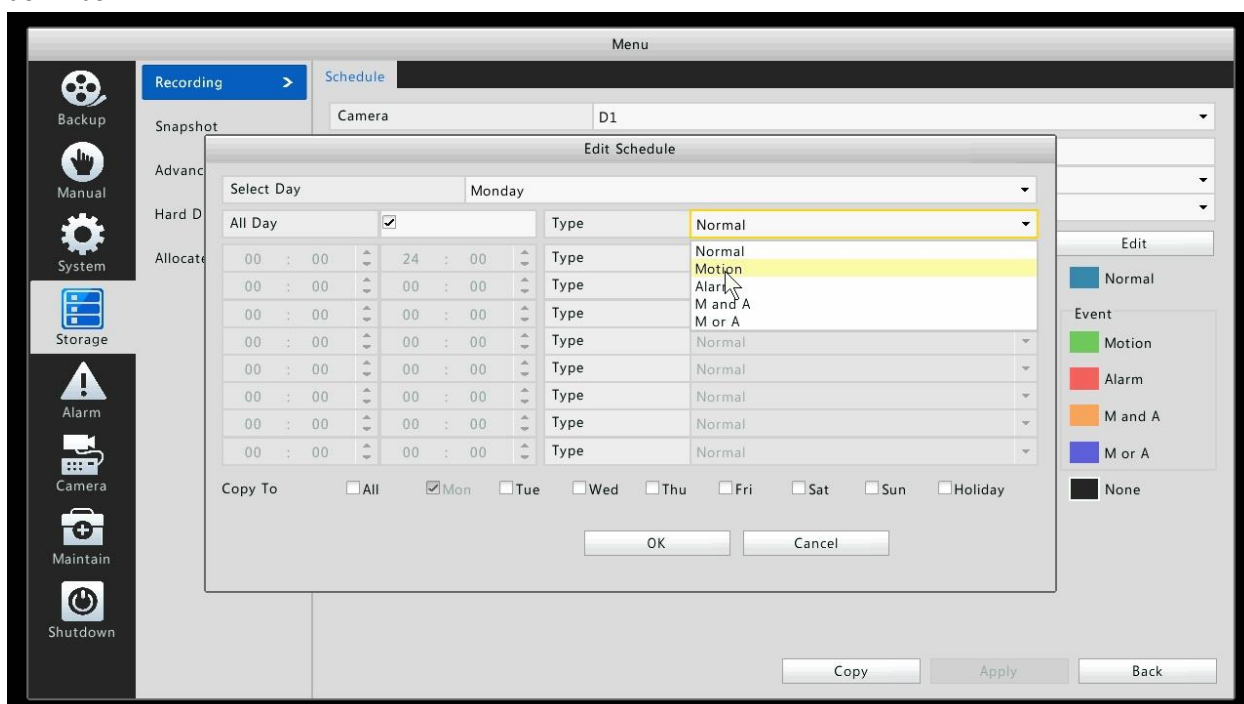 Menu
Backup
Manual
System
Storage
Alarm
Camera
Maintain
Shutdown
Recording >
Snapshot
Advanc
Hard D
Allocate
Schedule
Camera D1
Edit Schedule
Select Day Monday
All Day Type Normal
Normal
Motion
Alarm
M and A
M or A
00 : 00 24 : 00 Type
00 : 00 00 : 00 Type
00 : 00 00 : 00 Type
00 : 00 00 : 00 Type Normal
00 : 00 00 : 00 Type Normal
00 : 00 00 : 00 Type Normal
00 : 00 00 : 00 Type Normal
00 : 00 00 : 00 Type Normal
Copy To All Mon Tue Wed Thu Fri Sat Sun Holiday
OK Cancel
Edit
Normal
Event
Motion
Alarm
M and A
M or A
None
Copy Apply Back